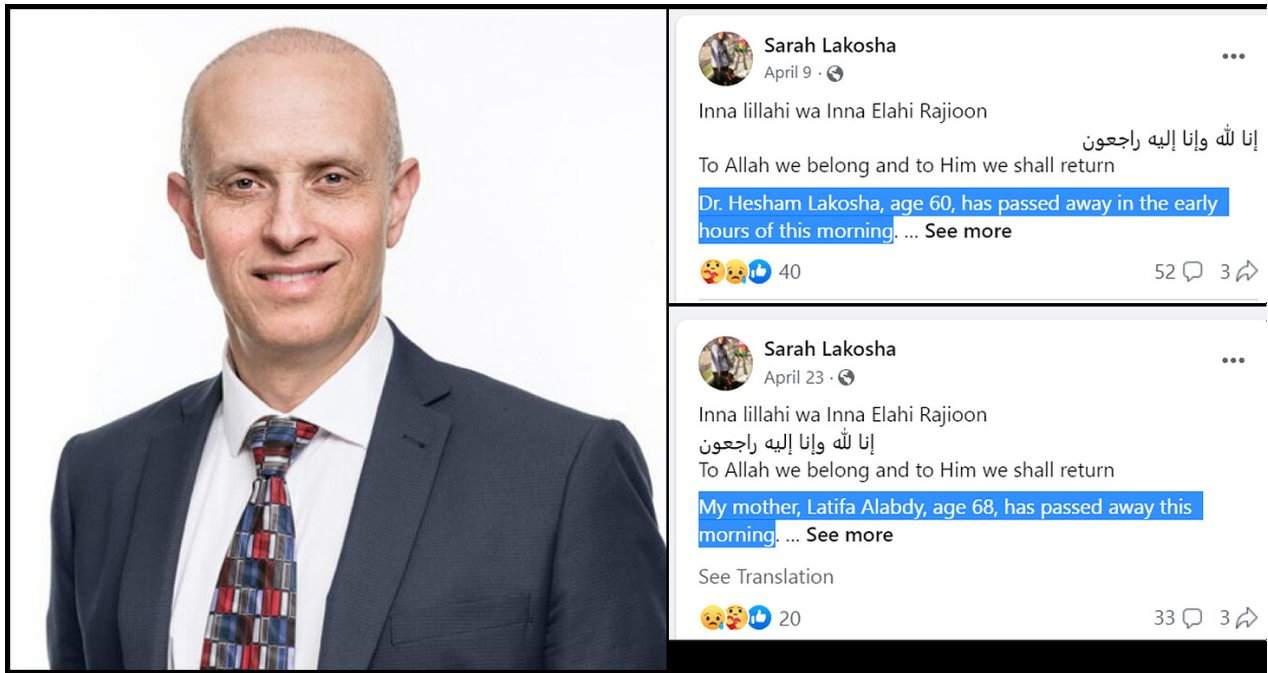 Sarah Lakosha
April 9 ·
Inna lillahi wa Inna Elahi Rajioon
إنا لله وإنا إليه راجعون
To Allah we belong and to Him we shall return
Dr. Hesham Lakosha, age 60, has passed away in the early
hours of this morning. ... See more
40
52 3
Sarah Lakosha
April 23 ·
Inna lillahi wa Inna Elahi Rajioon
إنا لله وإنا إليه راجعون
To Allah we belong and to Him we shall return
My mother, Latifa Alabdy, age 68, has passed away this
morning. ... See more
See Translation
20
33 3